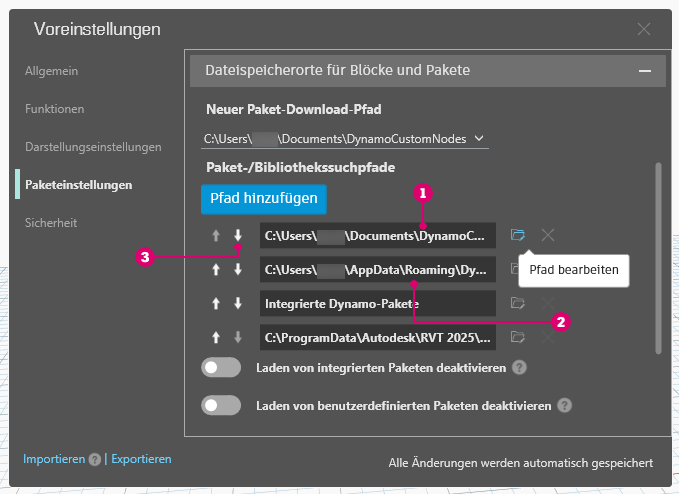 Voreinstellungen
Allgemein
Funktionen
Darstellungseinstellungen
Paketeinstellungen
Sicherheit
Dateispeicherorte für Blöcke und Pakete
Neuer Paket-Download-Pfad
C:\Users\ \Documents\DynamoCustomNodes
Paket-/Bibliothekssuchpfade
Pfad hinzufügen
1
C:\Users\ \Documents\DynamoC...
3
Pfad bearbeiten
C:\Users\ \AppData\Roaming\Dy...
Integrierte Dynamo-Pakete
2
C:\ProgramData\Autodesk\RVT 2025\...
Laden von integrierten Paketen deaktivieren ?
Laden von benutzerdefinierten Paketen deaktivieren ?
Importieren ? | Exportieren
Alle Änderungen werden automatisch gespeichert